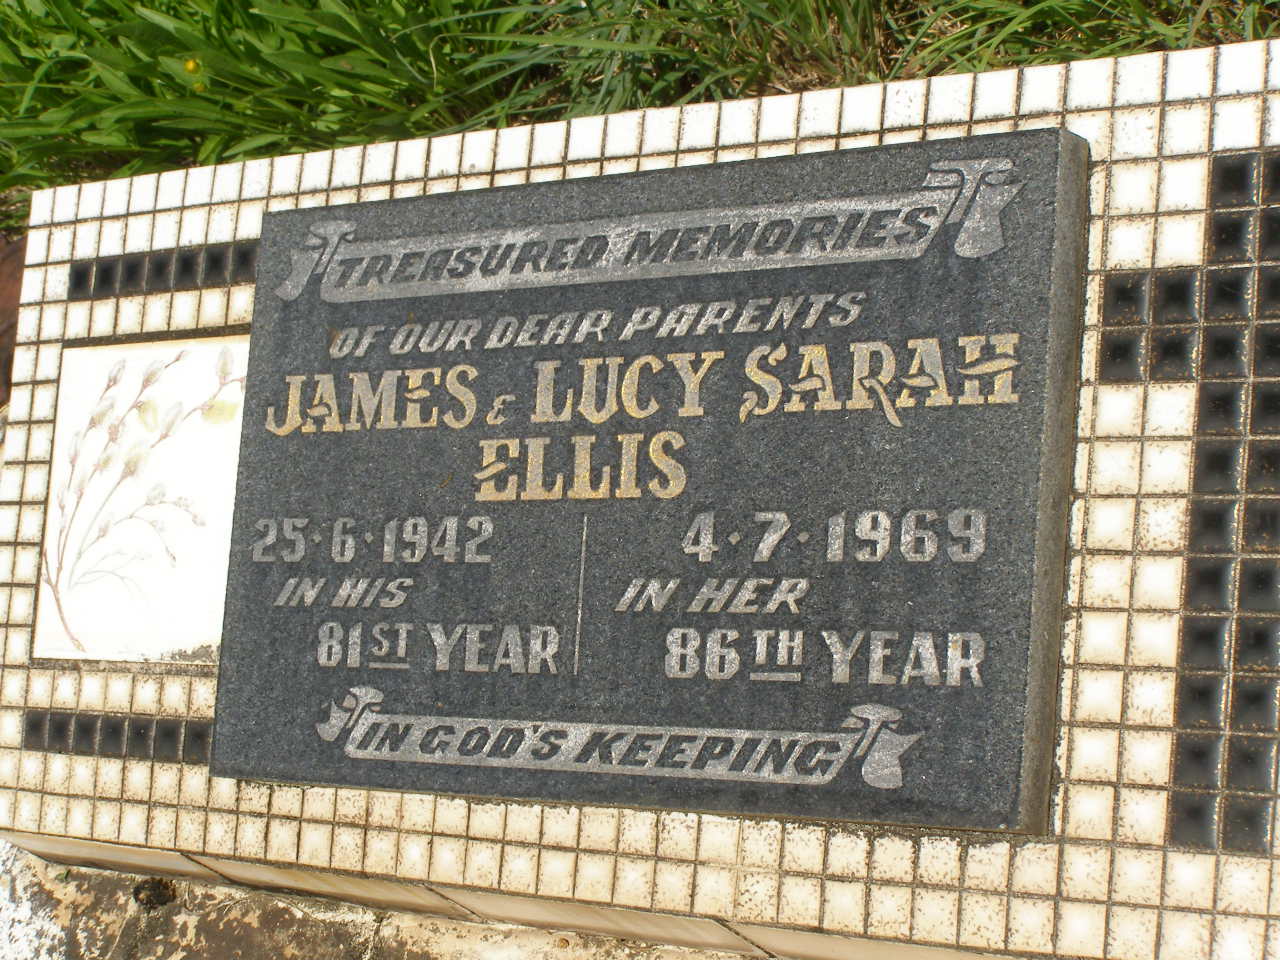 TREASURED MEMORIES
OF OUR DEAR PARENTS
JAMES & LUCY SARAH
ELLIS
25·6·1942
IN HIS
81ST YEAR
4·7·1969
IN HER
86TH YEAR
IN GOD'S KEEPING